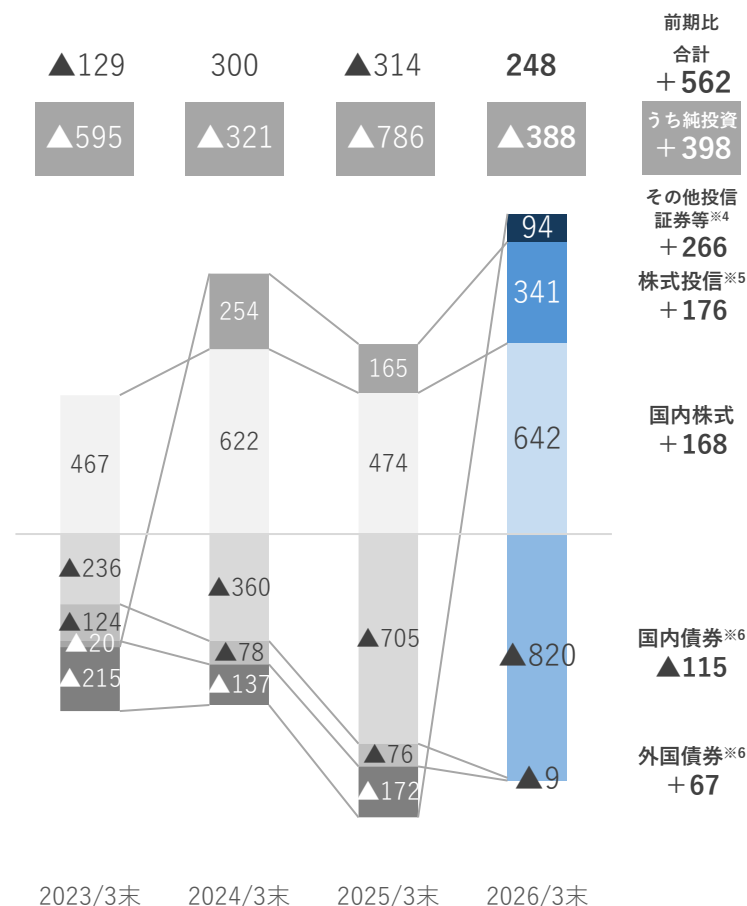 前期比
合計
▲129 300 ▲314 248 +562
うち純投資
▲595 ▲321 ▲786 ▲388 +398
その他投信
証券等※4
+266
94
株式投信※5
+176
254 341
165
国内株式
+168
467 622 474 642
▲236 ▲360 ▲705 ▲820
国内債券※6
▲115
▲124 ▲78 ▲76 ▲9
外国債券※6
+67
▲20
▲215 ▲137 ▲172
2023/3末 2024/3末 2025/3末 2026/3末